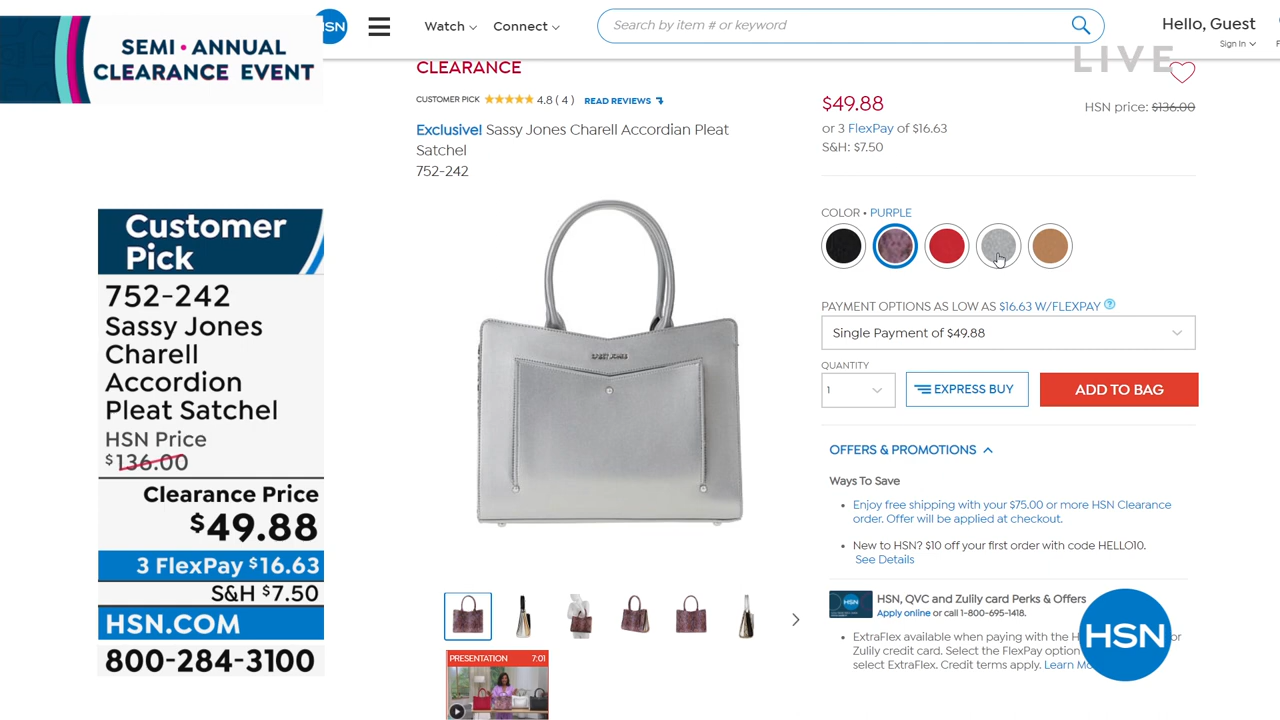 SEMI • ANNUAL
CLEARANCE EVENT
HSN
Watch
Connect
Search by item # or keyword
Hello, Guest
Sign In
LIVE
CLEARANCE
CUSTOMER PICK 4.8 ( 4 ) READ REVIEWS
Exclusive! Sassy Jones Charell Accordian Pleat
Satchel
752-242
$49.88
HSN price: $136.00
or 3 FlexPay of $16.63
S&H: $7.50
COLOR • PURPLE
PAYMENT OPTIONS AS LOW AS $16.63 W/FLEXPAY ?
Single Payment of $49.88
QUANTITY
1
EXPRESS BUY
ADD TO BAG
OFFERS & PROMOTIONS
Ways To Save
• Enjoy free shipping with your $75.00 or more HSN Clearance
order. Offer will be applied at checkout.
• New to HSN? $10 off your first order with code HELLO10.
See Details
HSN, QVC and Zulily card Perks & Offers
Apply online or call 1-800-695-1418.
• ExtraFlex available when paying with the H or
Zulily credit card. Select the FlexPay option
select ExtraFlex. Credit terms apply. Learn Mo
HSN
SASSY JONES
PRESENTATION 7:01
Customer
Pick
752-242
Sassy Jones
Charell
Accordion
Pleat Satchel
HSN Price
$136.00
Clearance Price
$49.88
3 FlexPay $16.63
S&H $7.50
HSN.COM
800-284-3100